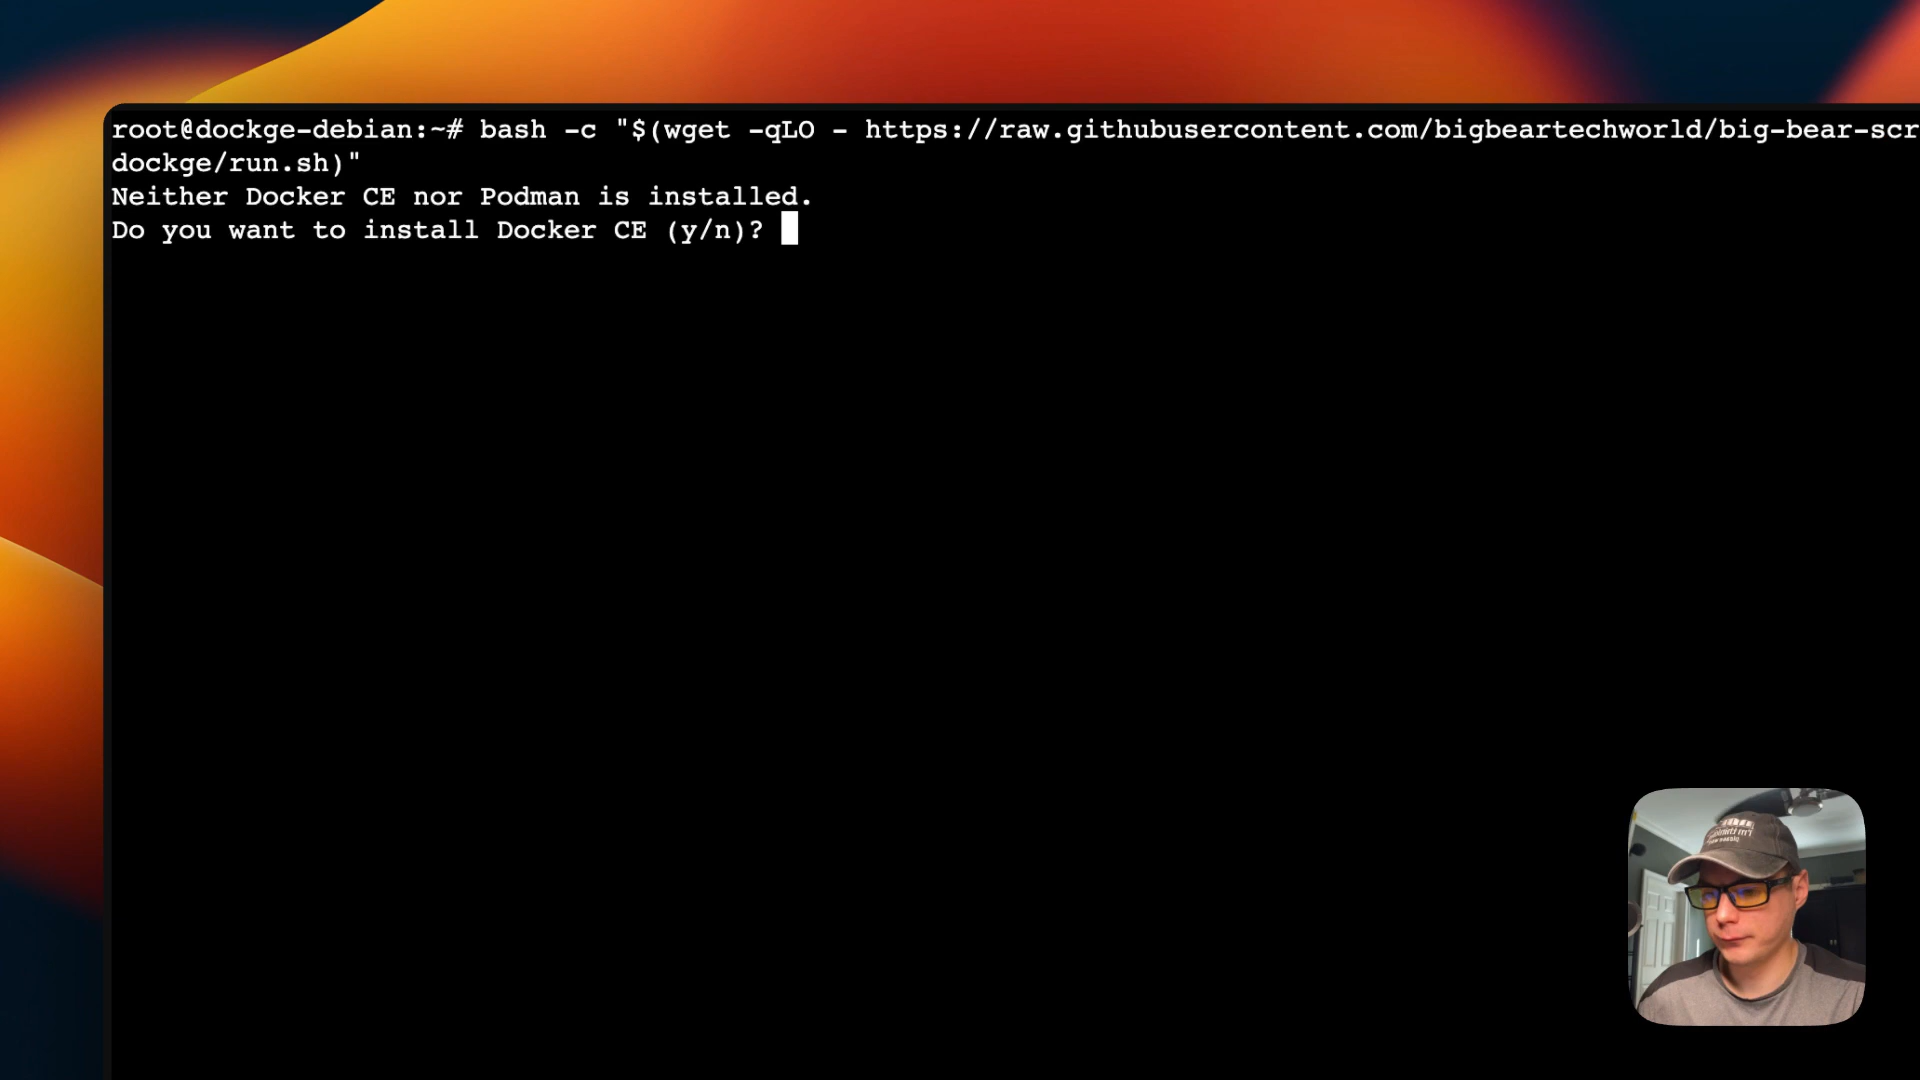 root@dockge-debian:~# bash -c "$(wget -qLO - https://raw.githubusercontent.com/bigbeartechworld/big-bear-scr
dockge/run.sh)"
Neither Docker CE nor Podman is installed.
Do you want to install Docker CE (y/n)?